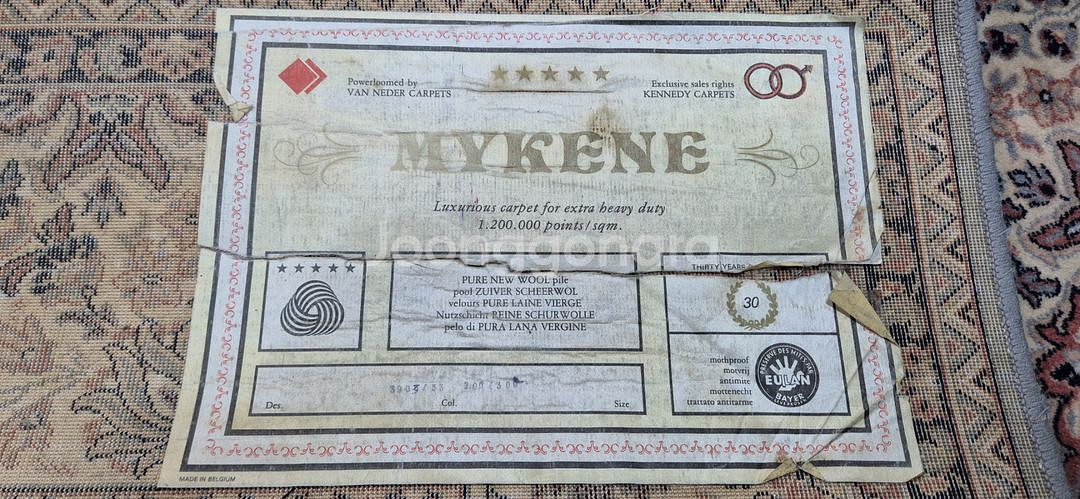 Powerloomed by
VAN NEDER CARPETS
Exclusive sales rights
KENNEDY CARPETS
MYKENE
Luxurious carpet for extra heavy duty
1.200.000 points/sqm.
PURE NEW WOOL pile
pool ZUIVER SCHEERWOL
velours PURE LAINE VIERGE
Nutzschicht REINE SCHURWOLLE
pelo di PURA LANA VERGINE
THIRTY YEARS
30
mothproof
motvrij
antimite
mottenecht
trattato antitarme
EULAN
BAYER
Des
Col.
Size
MADE IN BELGIUM